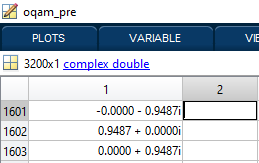 oqam_pre
PLOTS VARIABLE VIE
3200x1 complex double
1 2
1601 -0.0000 - 0.9487i
1602 0.9487 + 0.0000i
1603 0.0000 + 0.9487i